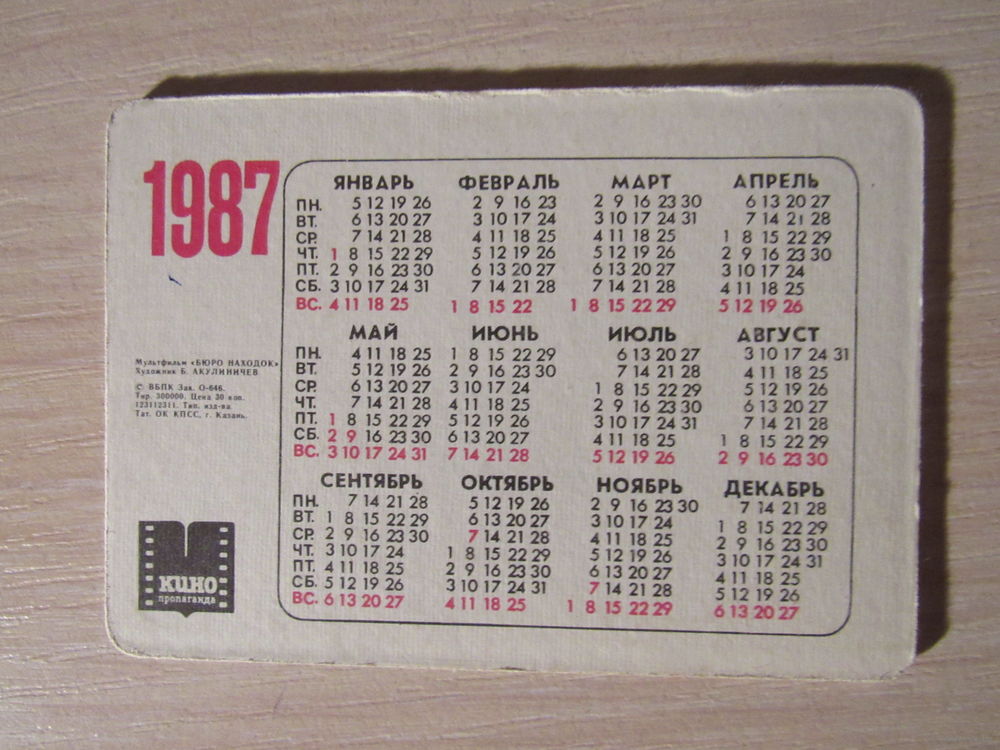 1987
ЯНВАРЬ ФЕВРАЛЬ МАРТ АПРЕЛЬ
ПН. 5 12 19 26 2 9 16 23 2 9 16 23 30 6 13 20 27
ВТ. 6 13 20 27 3 10 17 24 3 10 17 24 31 7 14 21 28
СР. 7 14 21 28 4 11 18 25 4 11 18 25 1 8 15 22 29
ЧТ. 1 8 15 22 29 5 12 19 26 5 12 19 26 2 9 16 23 30
ПТ. 2 9 16 23 30 6 13 20 27 6 13 20 27 3 10 17 24
СБ. 3 10 17 24 31 7 14 21 28 7 14 21 28 4 11 18 25
ВС. 4 11 18 25 1 8 15 22 1 8 15 22 29 5 12 19 26
МАЙ ИЮНЬ ИЮЛЬ АВГУСТ
ПН. 4 11 18 25 1 8 15 22 29 6 13 20 27 3 10 17 24 31
ВТ. 5 12 19 26 2 9 16 23 30 7 14 21 28 4 11 18 25
СР. 6 13 20 27 3 10 17 24 1 8 15 22 29 5 12 19 26
ЧТ. 7 14 21 28 4 11 18 25 2 9 16 23 30 6 13 20 27
ПТ. 1 8 15 22 29 5 12 19 26 3 10 17 24 31 7 14 21 28
СБ. 2 9 16 23 30 6 13 20 27 4 11 18 25 1 8 15 22 29
ВС. 3 10 17 24 31 7 14 21 28 5 12 19 26 2 9 16 23 30
СЕНТЯБРЬ ОКТЯБРЬ НОЯБРЬ ДЕКАБРЬ
ПН. 7 14 21 28 5 12 19 26 2 9 16 23 30 7 14 21 28
ВТ. 1 8 15 22 29 6 13 20 27 3 10 17 24 1 8 15 22 29
СР. 2 9 16 23 30 7 14 21 28 4 11 18 25 2 9 16 23 30
ЧТ. 3 10 17 24 1 8 15 22 29 5 12 19 26 3 10 17 24 31
ПТ. 4 11 18 25 2 9 16 23 30 6 13 20 27 4 11 18 25
СБ. 5 12 19 26 3 10 17 24 31 7 14 21 28 5 12 19 26
ВС. 6 13 20 27 4 11 18 25 1 8 15 22 29 6 13 20 27
Мультфильм «БЮРО НАХОДОК»
Художник Б. АКУЛИНИЧЕВ
© ВБПК Зак. О-646.
Тир. 300000. Цена 30 коп.
123112311. Тип. изд-ва
Тат. ОК КПСС, г. Казань.
КИНО
пропаганда